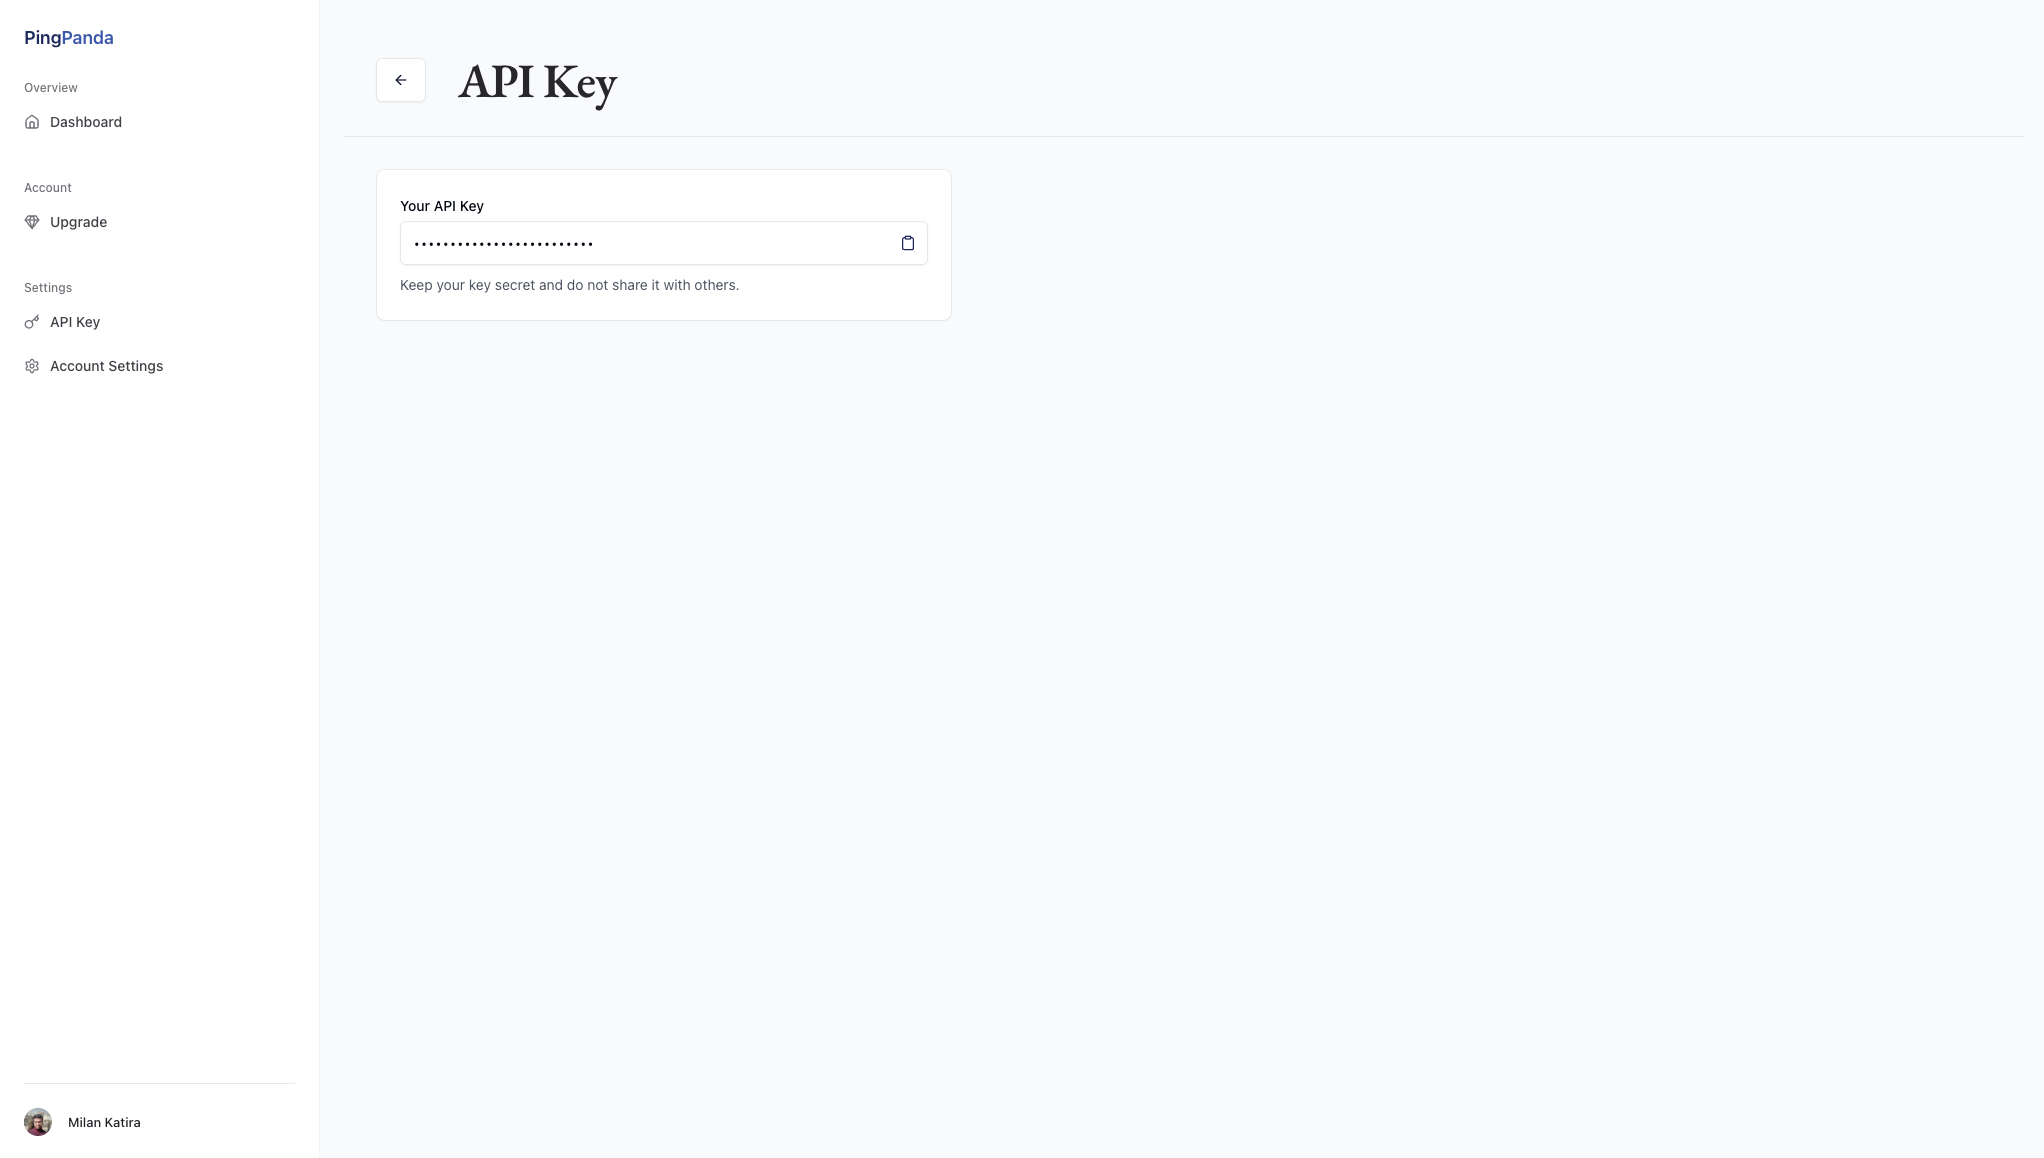 PingPanda
Overview
Dashboard
Account
Upgrade
Settings
API Key
Account Settings
Milan Katira
API Key
Your API Key
•••••••••••••••••••••••••
Keep your key secret and do not share it with others.